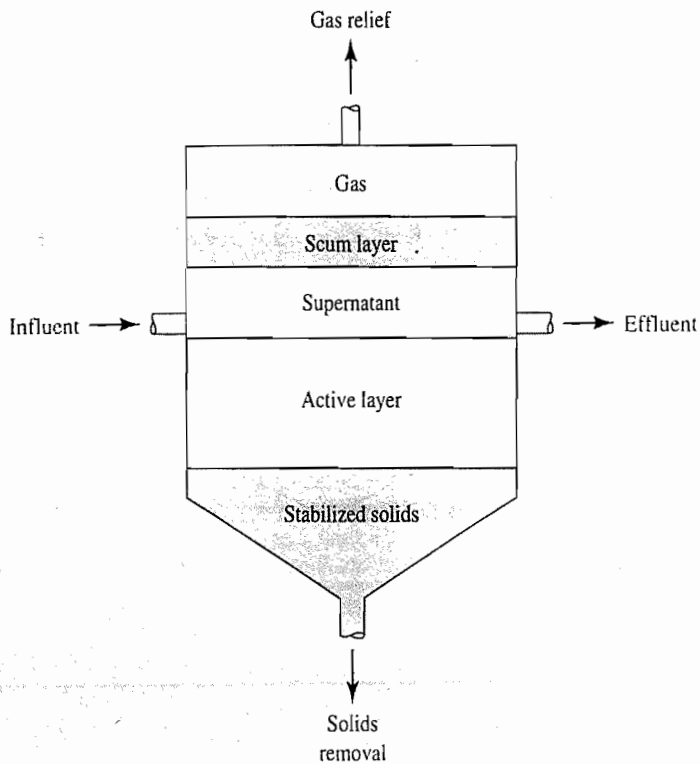 Gas relief
Gas
Scum layer
Supernatant
Influent
Effluent
Active layer
Stabilized solids
Solids
removal